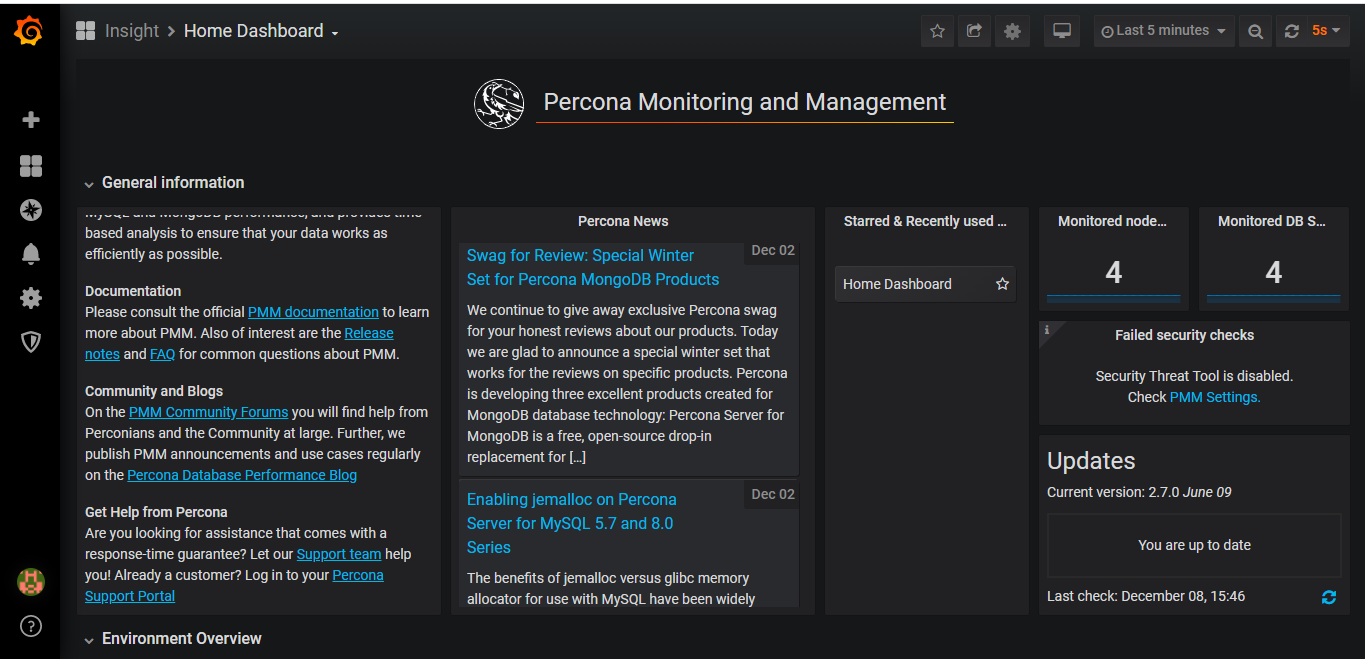 Insight > Home Dashboard
Last 5 minutes
5s
Percona Monitoring and Management
General information
MySQL and MongoDB performance, and provides time
based analysis to ensure that your data works as
efficiently as possible.
Documentation
Please consult the official PMM documentation to learn
more about PMM. Also of interest are the Release
notes and FAQ for common questions about PMM.
Community and Blogs
On the PMM Community Forums you will find help from
Perconians and the Community at large. Further, we
publish PMM announcements and use cases regularly
on the Percona Database Performance Blog
Get Help from Percona
Are you looking for assistance that comes with a
response-time guarantee? Let our Support team help
you! Already a customer? Log in to your Percona
Support Portal
Percona News
Swag for Review: Special Winter
Set for Percona MongoDB Products
Dec 02
We continue to give away exclusive Percona swag
for your honest reviews about our products. Today
we are glad to announce a special winter set that
works for the reviews on specific products. Percona
is developing three excellent products created for
MongoDB database technology: Percona Server for
MongoDB is a free, open-source drop-in
replacement for [...]
Enabling jemalloc on Percona
Server for MySQL 5.7 and 8.0
Series
Dec 02
The benefits of jemalloc versus glibc memory
allocator for use with MySQL have been widely
Starred & Recently used ...
Home Dashboard
Monitored node...
4
Monitored DB S...
4
i
Failed security checks
Security Threat Tool is disabled.
Check PMM Settings.
Updates
Current version: 2.7.0 June 09
You are up to date
Last check: December 08, 15:46
?
Environment Overview